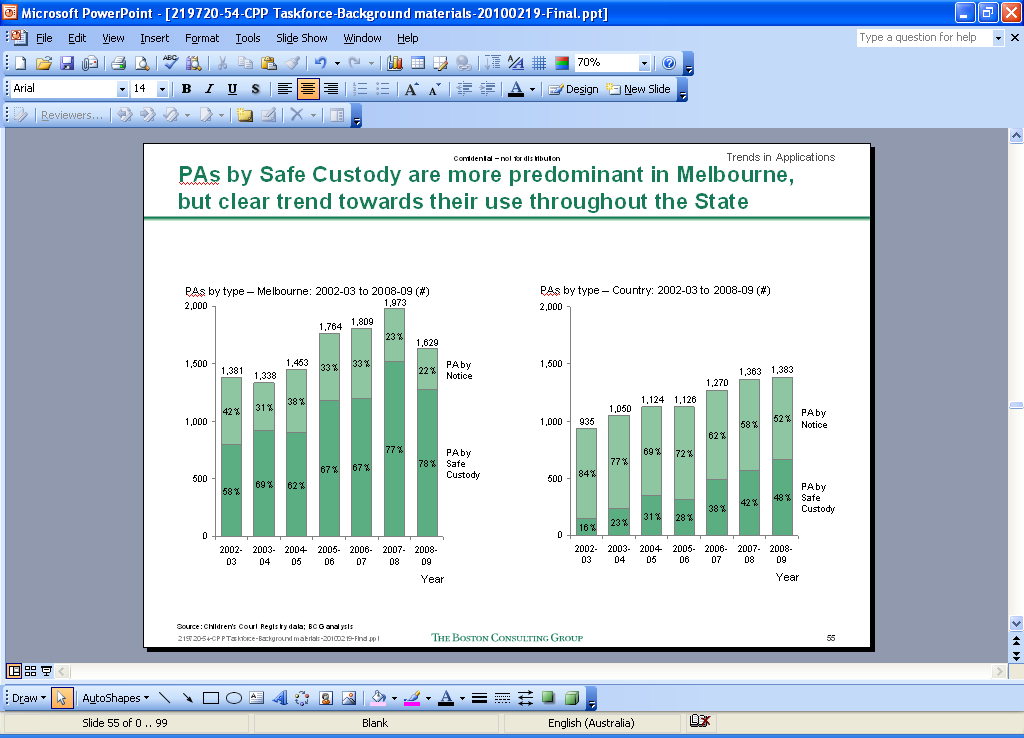 Microsoft PowerPoint - [219720-54-CPP Taskforce-Background materials-20100219-Final.ppt]
File Edit View Insert Format Tools Slide Show Window Help
Type a question for help
70%
Arial 14 B I U S A A A Design New Slide
Reviewers...
Confidential – not for distribution
Trends in Applications
PAs by Safe Custody are more predominant in Melbourne,
but clear trend towards their use throughout the State
PAs by type – Melbourne: 2002-03 to 2008-09 (#)
2,000
1,500
1,000
500
0
1,381
1,338
1,453
1,764
1,809
1,973
1,629
42%
31%
38%
33%
33%
23%
22%
58%
69%
62%
67%
67%
77%
78%
PA by
Notice
PA by
Safe
Custody
2002-
03
2003-
04
2004-
05
2005-
06
2006-
07
2007-
08
2008-
09
Year
PAs by type – Country: 2002-03 to 2008-09 (#)
2,000
1,500
1,000
500
0
935
1,050
1,124
1,126
1,270
1,363
1,383
84%
77%
69%
72%
62%
58%
52%
16%
23%
31%
28%
38%
42%
48%
PA by
Notice
PA by
Safe
Custody
2002-
03
2003-
04
2004-
05
2005-
06
2006-
07
2007-
08
2008-
09
Year
Source: Children's Court Registry data; BCG analysis
219720-54-CPP Taskforce-Background materials-20100219-Final.ppt
THE BOSTON CONSULTING GROUP
55
Draw AutoShapes A
Slide 55 of 0 .. 99 Blank English (Australia)